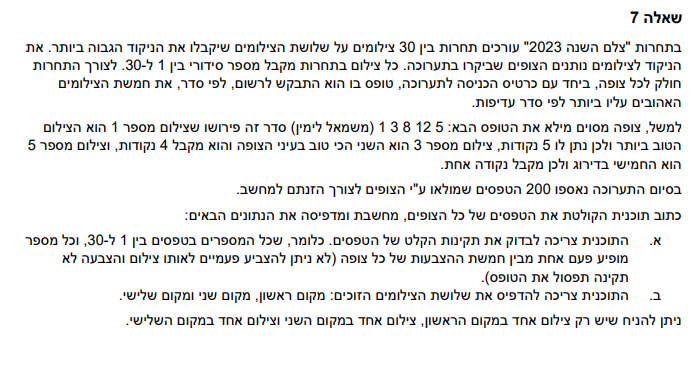 שאלה 7
בתחרות "צלם השנה 2023" עורכים תחרות בין 30 צילומים על שלושת הצילומים שיקבלו את הניקוד הגבוה ביותר. את
הניקוד לצילומים נותנים הצופים שביקרו בתערוכה. כל צילום בתחרות מקבל מספר סידורי בין 1 ל-30. לצורך התחרות
חולק לכל צופה, ביחד עם כרטיס הכניסה לתערוכה, טופס בו הוא התבקש לרשום, לפי סדר, את חמשת הצילומים
האהובים עליו ביותר לפי סדר עדיפות.
למשל, צופה מסוים מילא את הטופס הבא: 5 12 8 3 1 (משמאל לימין) סדר זה פירושו שצילום מספר 1 הוא הצילום
הטוב ביותר ולכן נתן לו 5 נקודות, צילום מספר 3 הוא השני הכי טוב בעיני הצופה והוא מקבל 4 נקודות, וצילום מספר 5
הוא החמישי בדירוג ולכן מקבל נקודה אחת.
בסיום התערוכה נאספו 200 הטפסים שמולאו ע"י הצופים לצורך הזנתם למחשב.
כתוב תוכנית הקולטת את הטפסים של כל הצופים, מחשבת ומדפיסה את הנתונים הבאים:
א. התוכנית צריכה לבדוק את תקינות הקלט של הטפסים. כלומר, שכל המספרים בטפסים בין 1 ל-30, וכל מספר
מופיע פעם אחת מבין חמשת ההצבעות של כל צופה (לא ניתן להצביע פעמיים לאותו צילום והצבעה לא
תקינה תפסול את הטופס).
ב. התוכנית צריכה להדפיס את שלושת הצילומים הזוכים: מקום ראשון, מקום שני ומקום שלישי.
ניתן להניח שיש רק צילום אחד במקום הראשון, צילום אחד במקום השני וצילום אחד במקום השלישי.